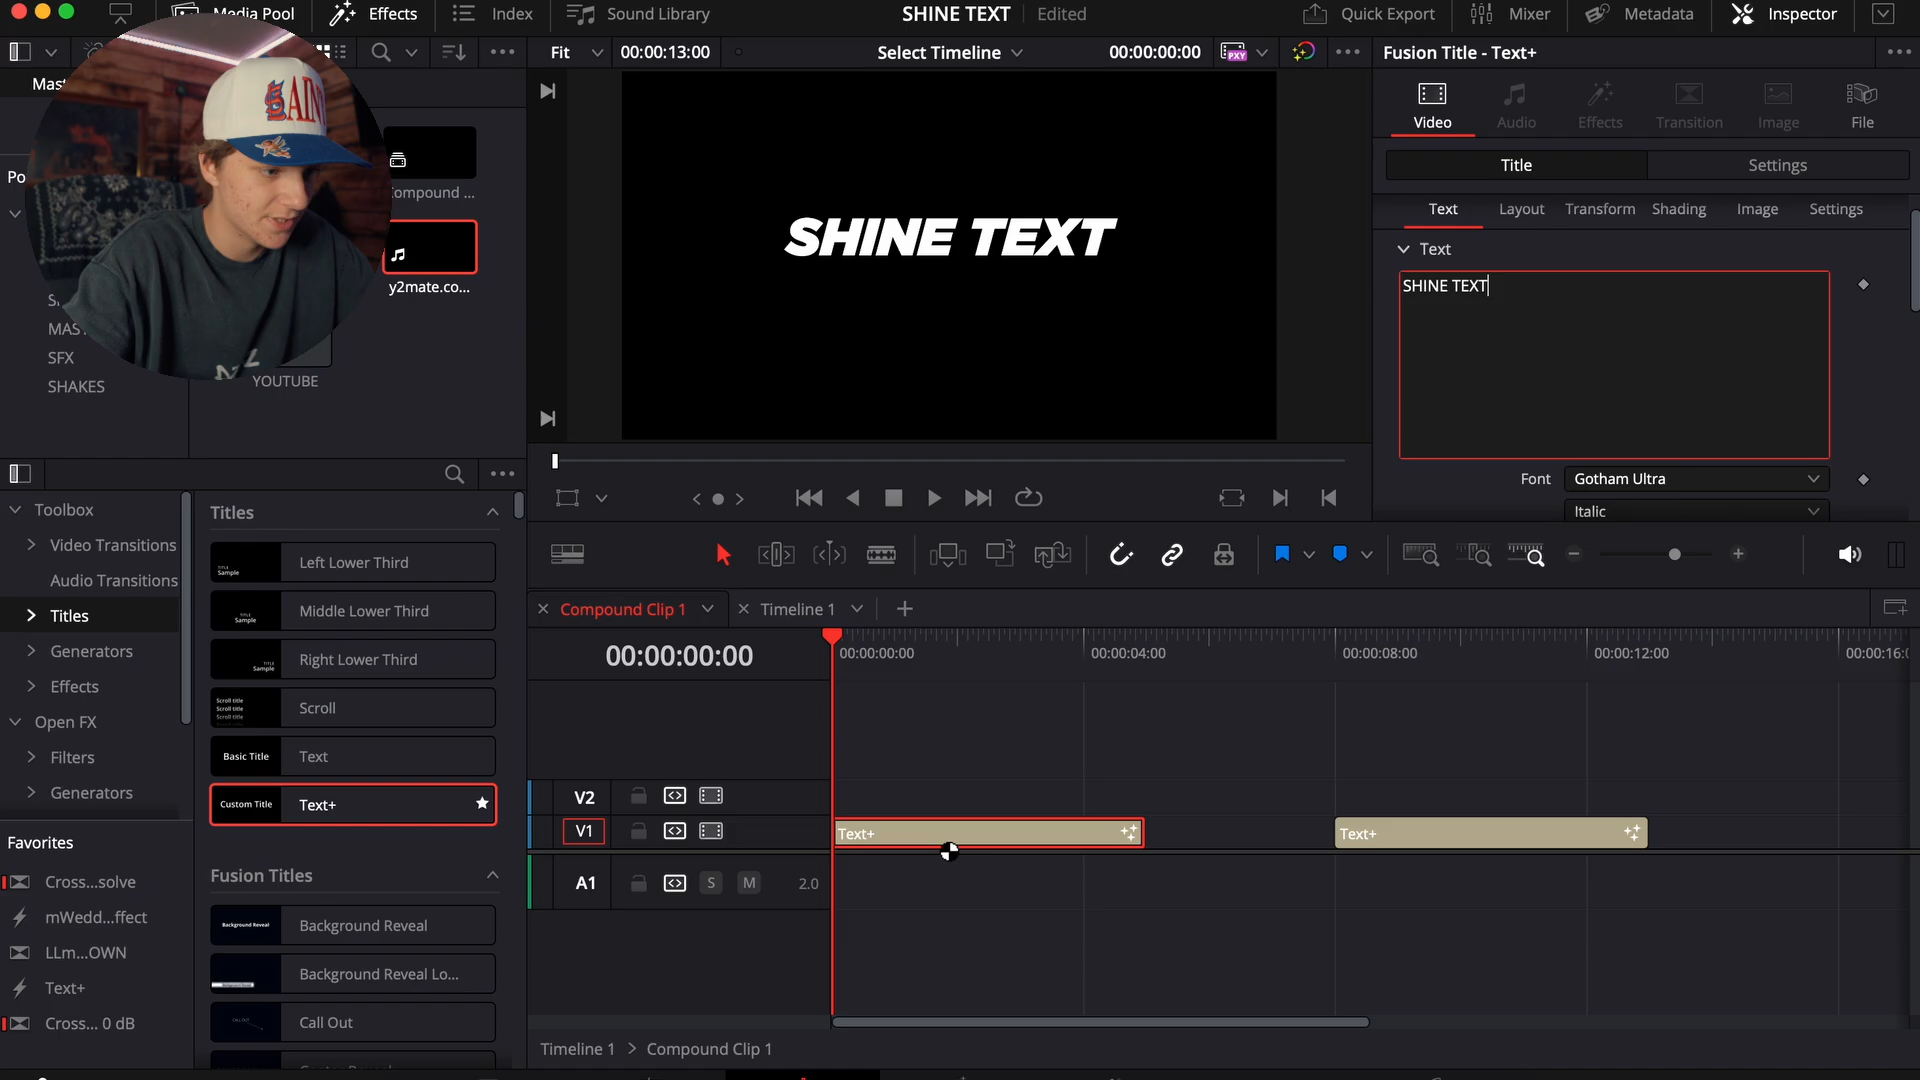 Media Pool
Effects
Index
Sound Library
SHINE TEXT
Edited
Quick Export
Mixer
Metadata
Inspector
Fit
00:00:13:00
Select Timeline
00:00:00:00
PXY
Fusion Title - Text+
Video
Audio
Effects
Transition
Image
File
Title
Settings
Text
Layout
Transform
Shading
Image
Settings
Text
SHINE TEXT
Font
Gotham Ultra
Italic
SFX
SHAKES
YOUTUBE
y2mate.co...
SHINE TEXT
Toolbox
Video Transitions
Audio Transitions
Titles
Generators
Effects
Open FX
Filters
Generators
Favorites
Cross...solve
mWedd...ffect
LLm...OWN
Text+
Cross... 0 dB
Titles
Left Lower Third
Middle Lower Third
Right Lower Third
Scroll
Basic Title
Text
Custom Title
Text+
Fusion Titles
Background Reveal
Background Reveal
Background Reveal Lo...
Call Out
Compound Clip 1
Timeline 1
00:00:00:00
00:00:00:00
00:00:04:00
00:00:08:00
00:00:12:00
V2
V1
Text+
Text+
A1
S
M
2.0
Timeline 1 > Compound Clip 1